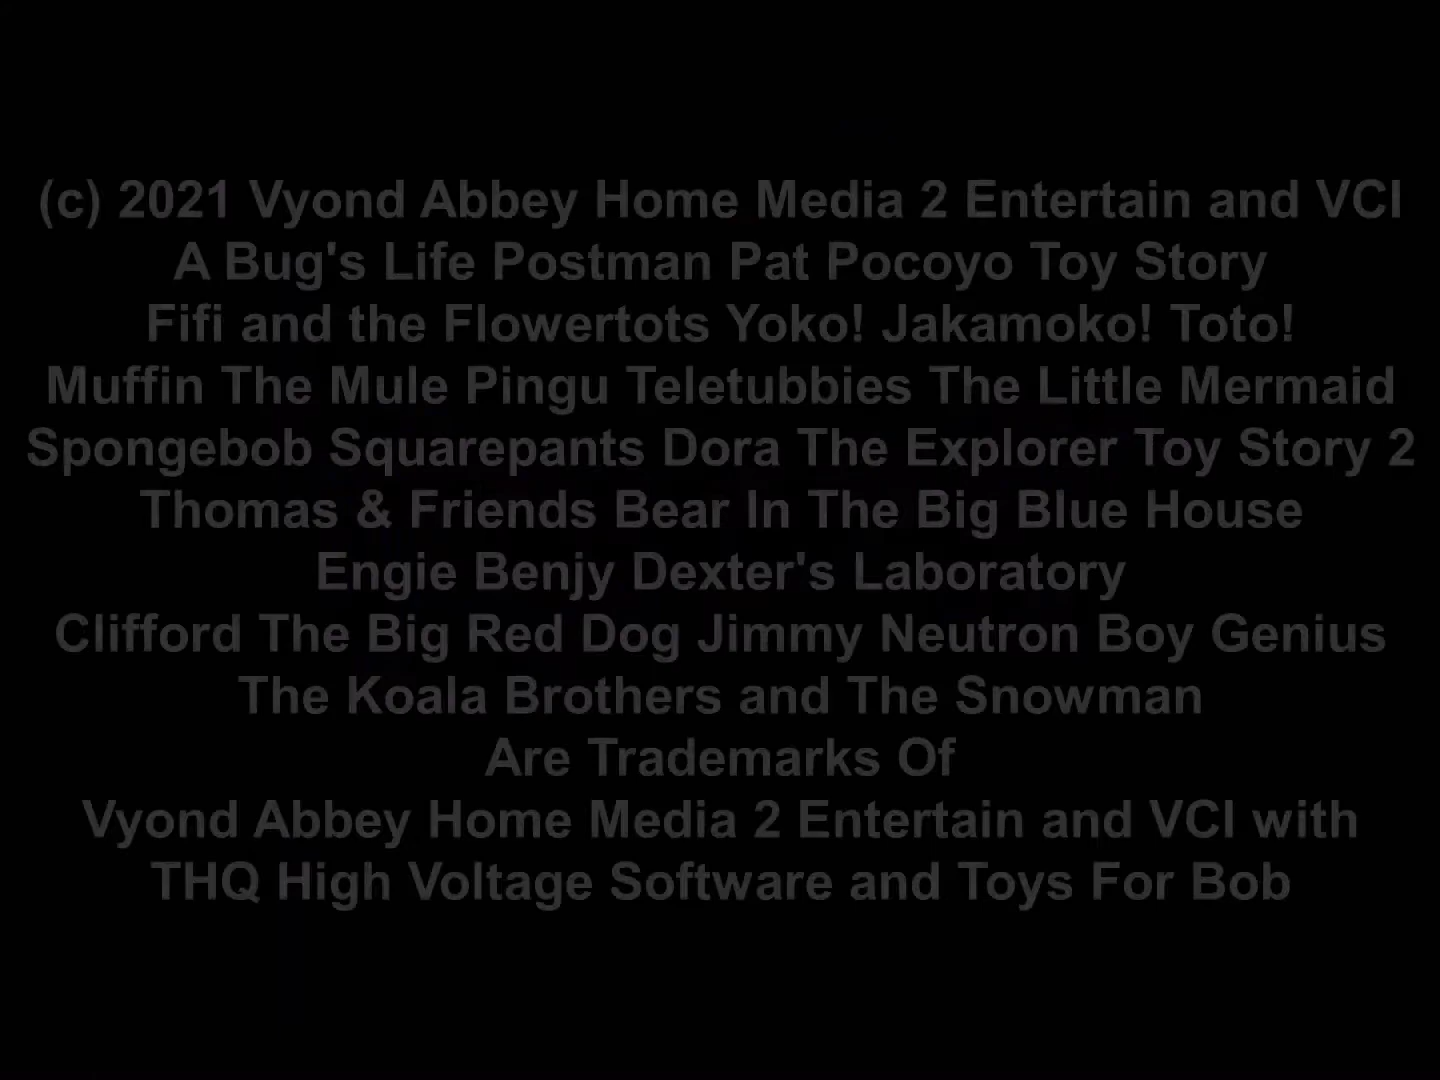 (c) 2021 Vyond Abbey Home Media 2 Entertain and VCI
A Bug's Life Postman Pat Pocoyo Toy Story
Fifi and the Flowertots Yoko! Jakamoko! Toto!
Muffin The Mule Pingu Teletubbies The Little Mermaid
Spongebob Squarepants Dora The Explorer Toy Story 2
Thomas & Friends Bear In The Big Blue House
Engie Benjy Dexter's Laboratory
Clifford The Big Red Dog Jimmy Neutron Boy Genius
The Koala Brothers and The Snowman
Are Trademarks Of
Vyond Abbey Home Media 2 Entertain and VCI with
THQ High Voltage Software and Toys For Bob